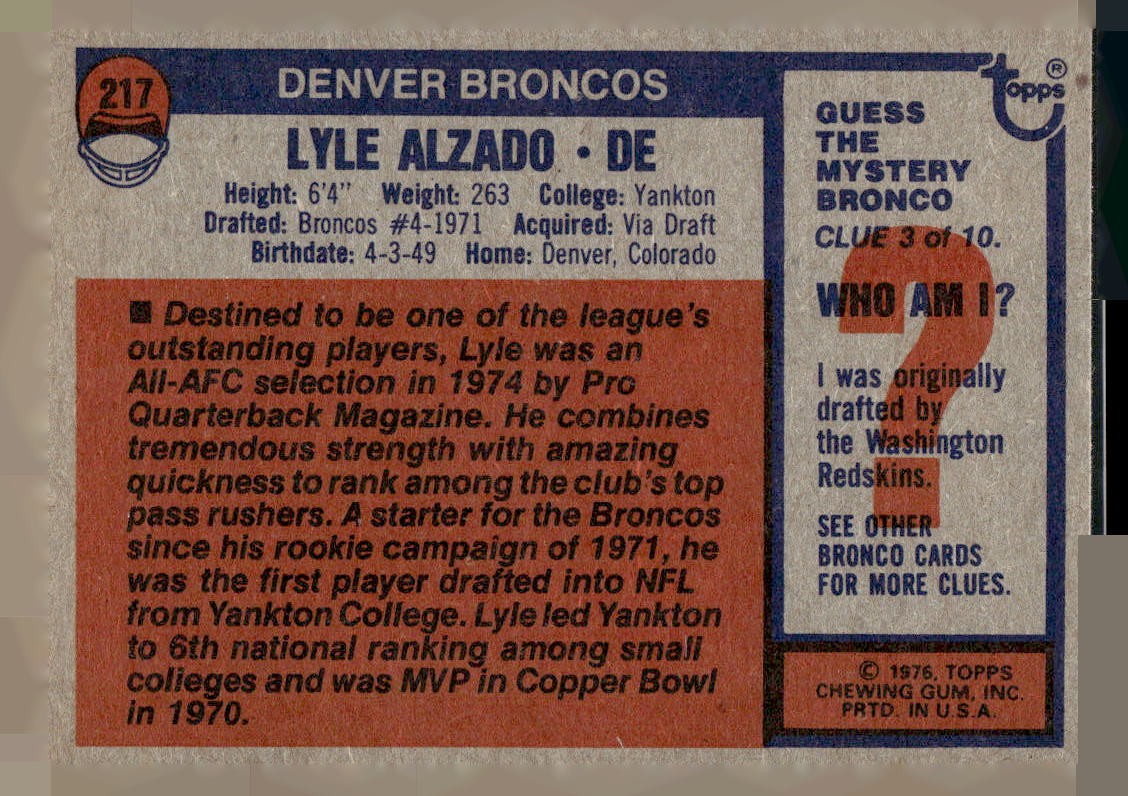 217
DENVER BRONCOS
LYLE ALZADO • DE
Height: 6'4" Weight: 263 College: Yankton
Drafted: Broncos #4-1971 Acquired: Via Draft
Birthdate: 4-3-49 Home: Denver, Colorado
■ Destined to be one of the league's
outstanding players, Lyle was an
All-AFC selection in 1974 by Pro
Quarterback Magazine. He combines
tremendous strength with amazing
quickness to rank among the club's top
pass rushers. A starter for the Broncos
since his rookie campaign of 1971, he
was the first player drafted into NFL
from Yankton College. Lyle led Yankton
to 6th national ranking among small
colleges and was MVP in Copper Bowl
in 1970.
topps®
GUESS
THE
MYSTERY
BRONCO
CLUE 3 of 10.
WHO AM I?
?
I was originally
drafted by
the Washington
Redskins.
SEE OTHER
BRONCO CARDS
FOR MORE CLUES.
© 1976, TOPPS
CHEWING GUM, INC.
PRTD. IN U.S.A.